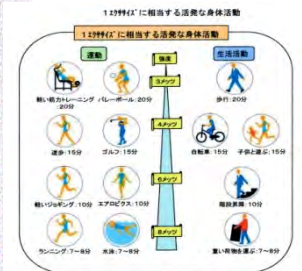 1エクササイズに相当する活発な身体活動
1エクササイズに相当する活発な身体活動
運動
強度
生活活動
3メッツ
軽い筋力トレーニング:20分
バレーボール:20分
歩行:20分
4メッツ
速歩:15分
ゴルフ:15分
自転車:15分
子供と遊ぶ:15分
6メッツ
軽いジョギング:10分
エアロビクス:10分
階段昇降:10分
8メッツ
ランニング:7~8分
水泳:7~8分
重い荷物を運ぶ:7~8分